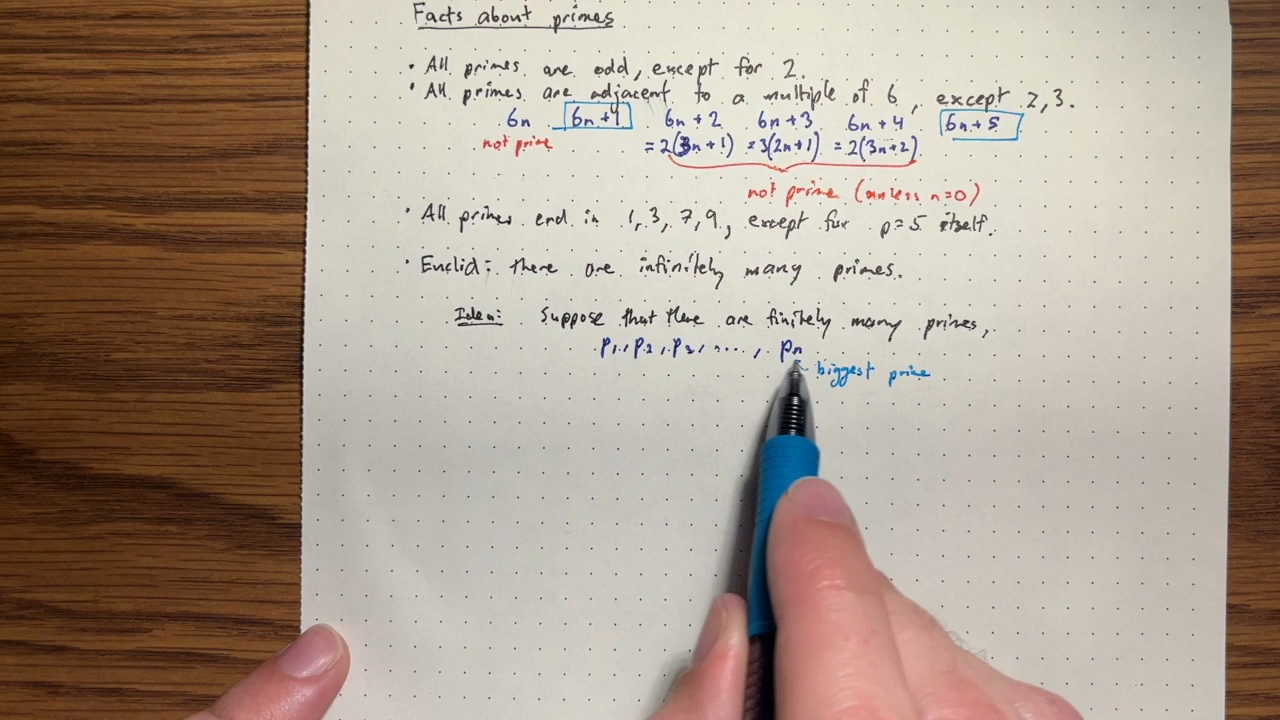 Facts about primes
· All primes are odd, except for 2.
· All primes are adjacent to a multiple of 6, except 2, 3.
6n 6n+1 6n+2 6n+3 6n+4 6n+5
not prime =2(3n+1) =3(2n+1) =2(3n+2)
not prime (unless n=0)
· All primes end in 1, 3, 7, 9, except for p=5 itself.
· Euclid: there are infinitely many primes.
Idea: Suppose that there are finitely many primes,
p1, p2, p3, ...., pn
biggest prime